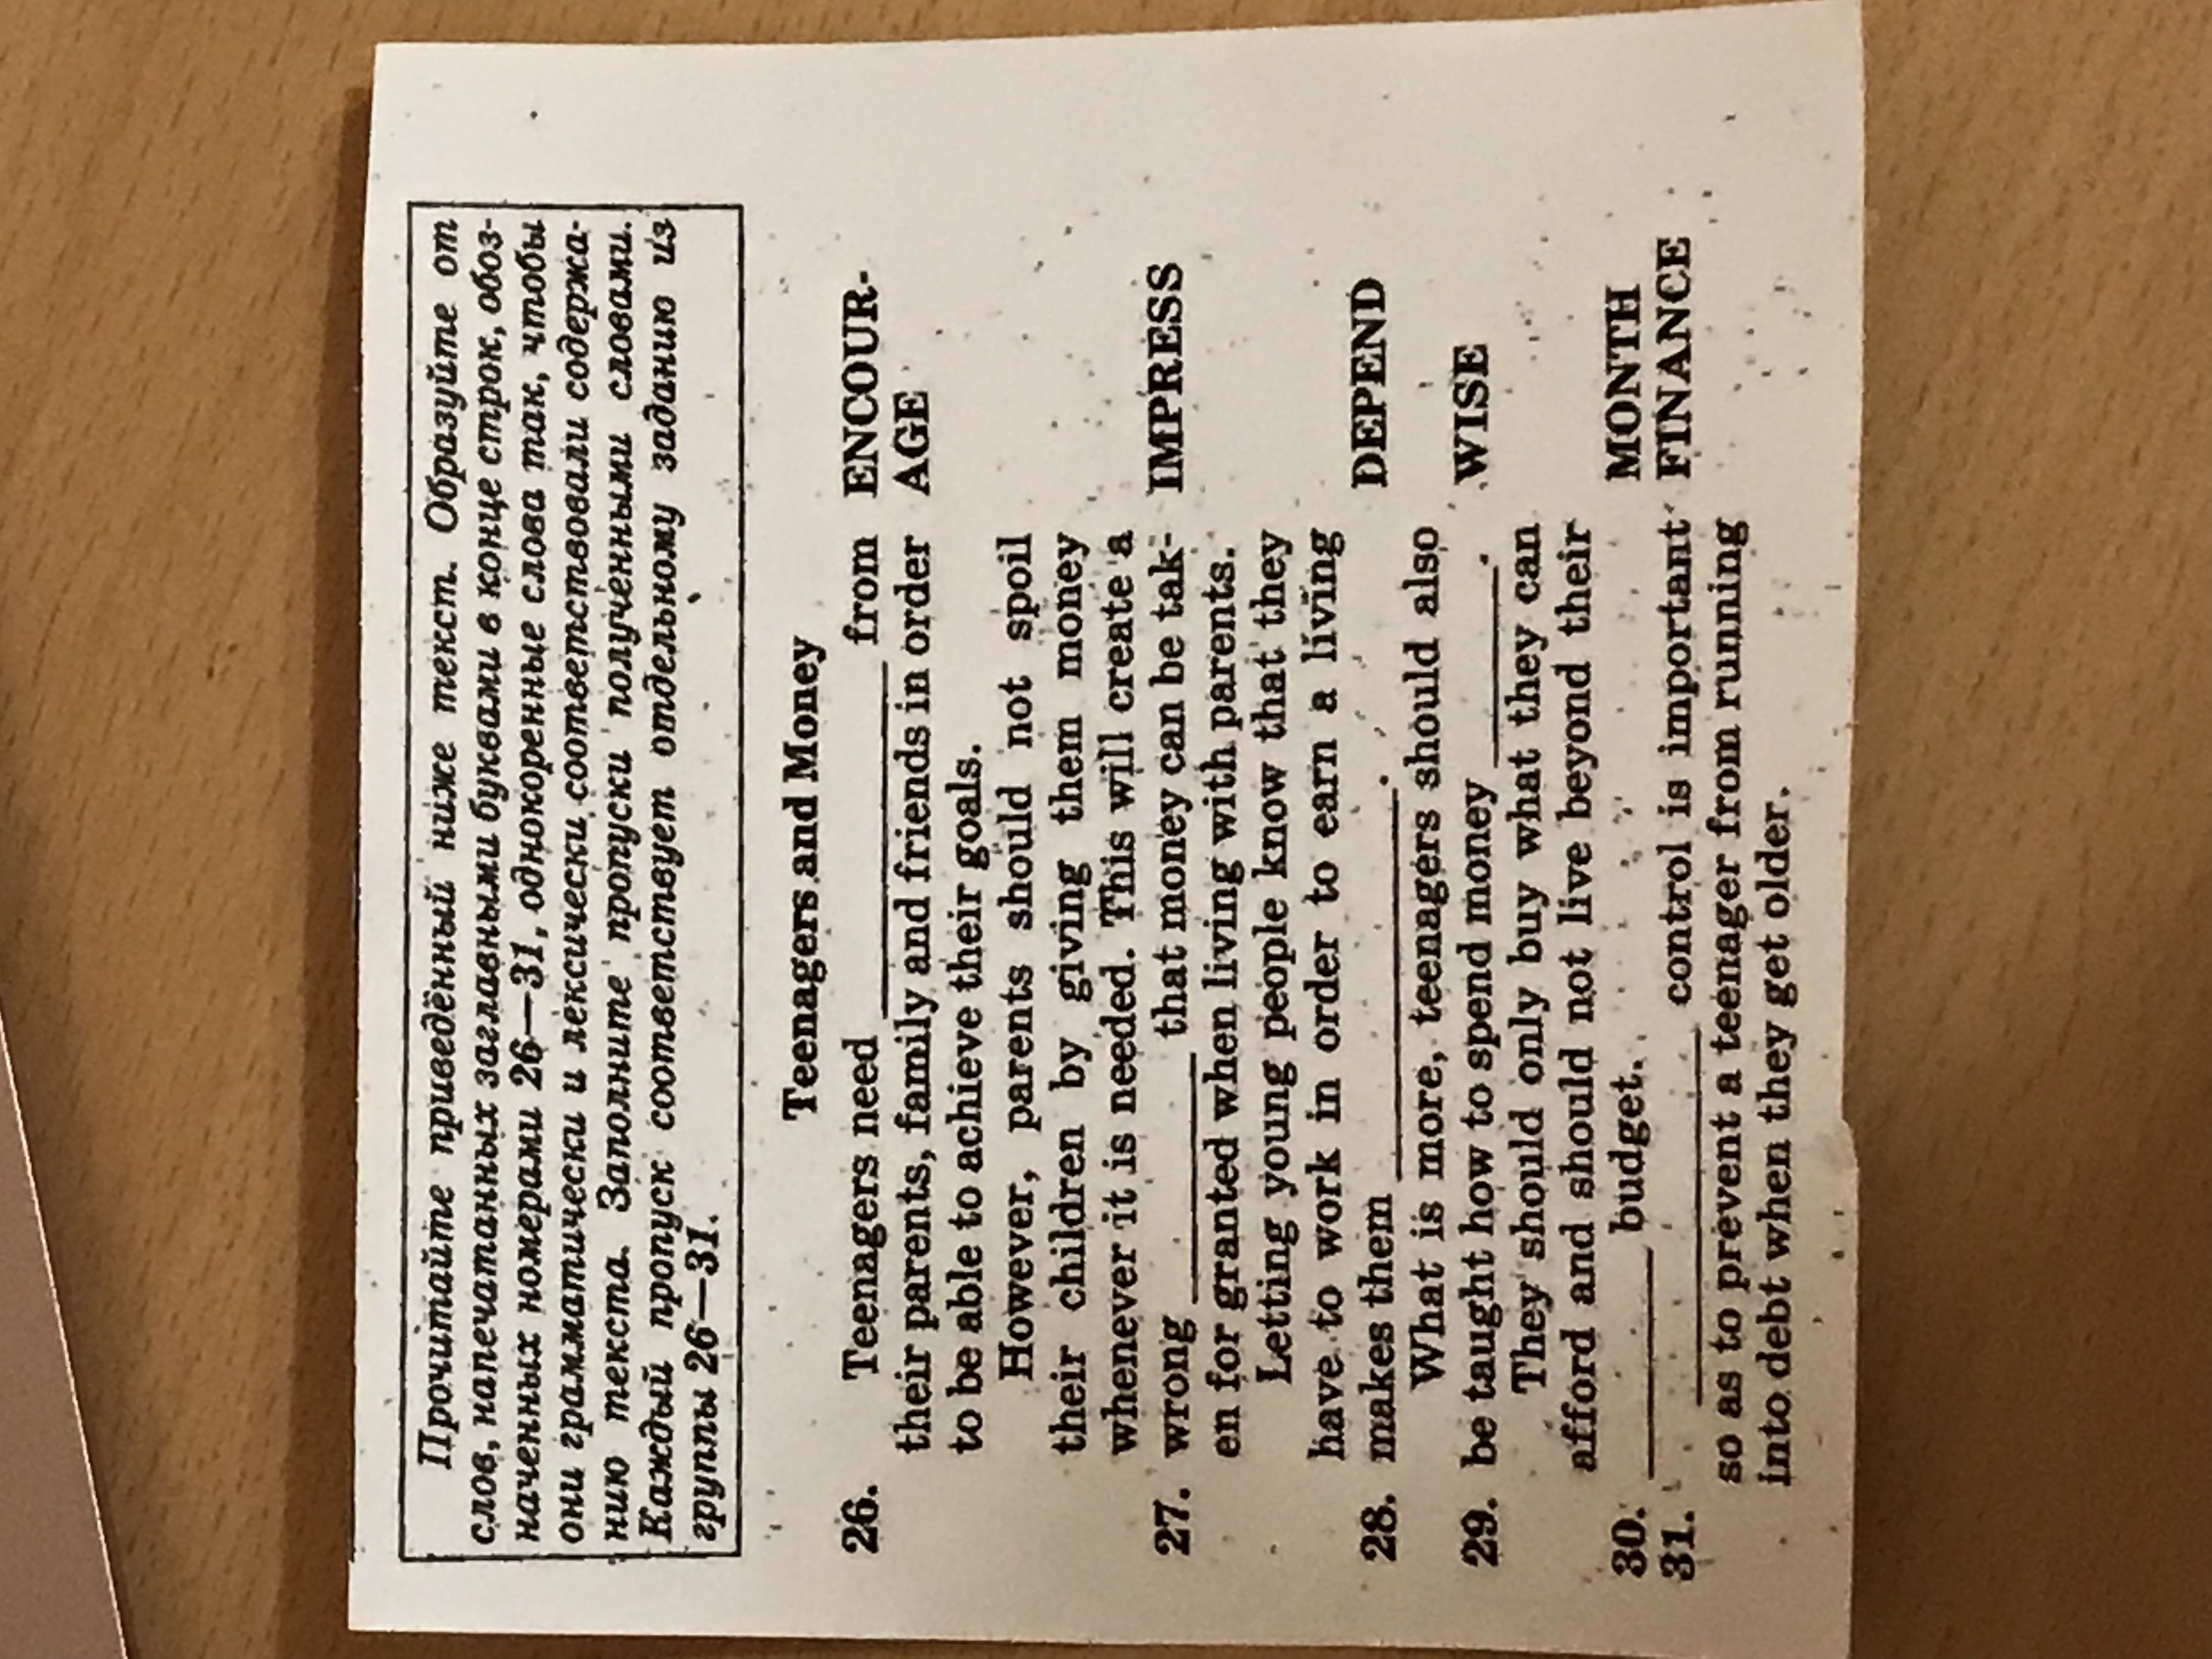 Прочитайте приведённый ниже текст. Образуйте от
слов, напечатанных заглавными буквами в конце строк, обоз-
наченных номерами 26—31, однокоренные слова так, чтобы
они грамматически и лексически соответствовали содержа-
нию текста. Заполните пропуски полученными словами.
Каждый пропуск соответствует отдельному заданию из
группы 26—31.
Teenagers and Money
26. Teenagers need ________ from ENCOUR-
their parents, family and friends in order AGE
to be able to achieve their goals.
However, parents should not spoil
their children by giving them money
whenever it is needed. This will create a
27. wrong ________ that money can be tak- IMPRESS
en for granted when living with parents.
Letting young people know that they
have to work in order to earn a living
28. makes them ________. DEPEND
What is more, teenagers should also
29. be taught how to spend money ________. WISE
They should only buy what they can
afford and should not live beyond their
30. ________ budget. MONTH
31. ________ control is important FINANCE
so as to prevent a teenager from running
into debt when they get older.